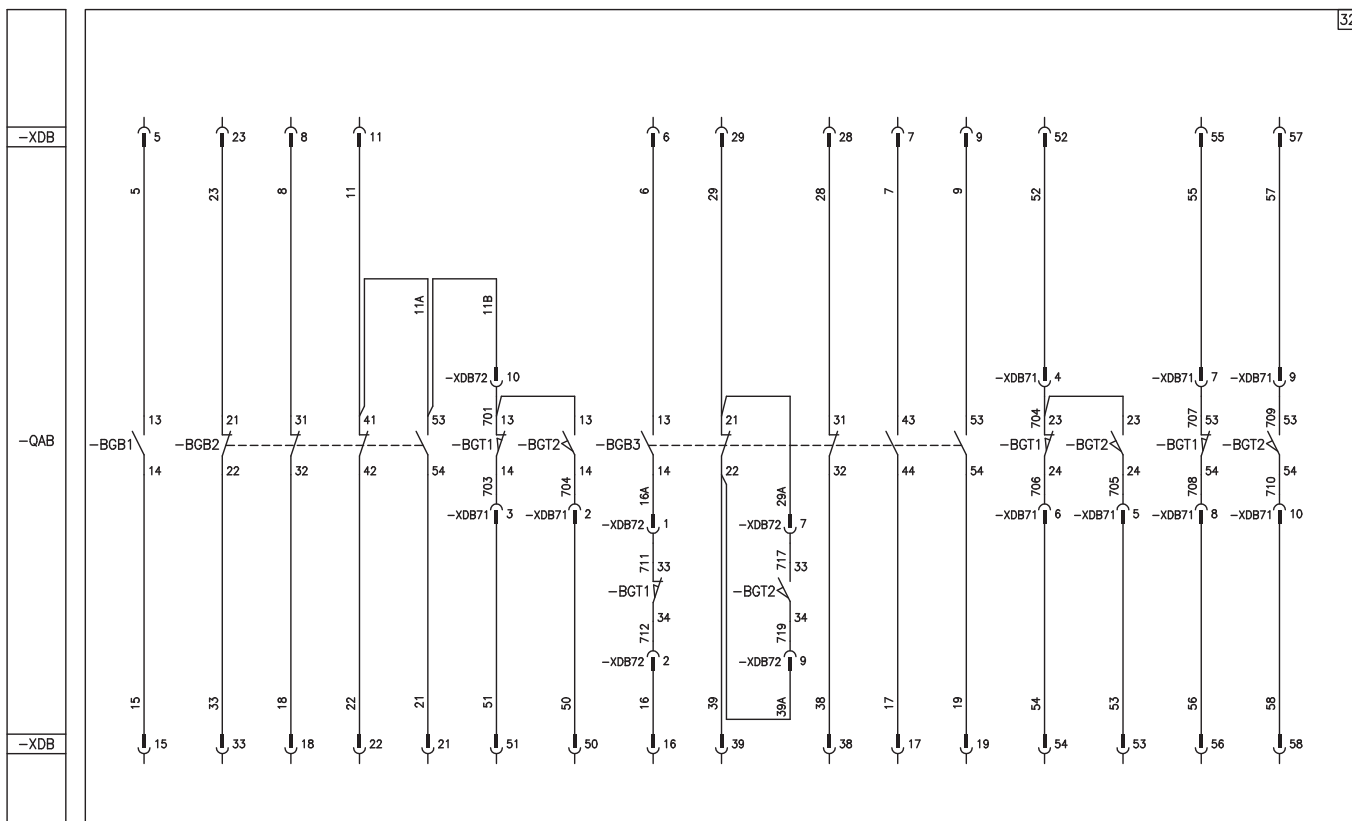 32
-XDB 5 23 8 11 6 29 28 7 9 52 55 57
5 23 8 11 6 29 28 7 9 52 55 57
11A 11B
-XDB72 10 -XDB71 4 -XDB71 7 -XDB71 9
701 704 707 709
13 21 31 41 53 13 13 13 21 31 43 53 23 23 53 53
-QAB -BGB1 -BGB2 -BGT1 -BGT2 -BGB3 -BGT1 -BGT2 -BGT1 -BGT2
14 22 32 42 54 14 14 14 22 32 44 54 24 24 54 54
703 704 16A 29A 706 705 708 710
-XDB71 3 -XDB71 2 -XDB72 1 -XDB72 7 -XDB71 6 -XDB71 5 -XDB71 8 -XDB71 10
711 33 717 33
-BGT1 -BGT2
712 34 719 34
-XDB72 2 -XDB72 9
15 33 18 22 21 51 50 16 39 39A 38 17 19 54 53 56 58
-XDB 15 33 18 22 21 51 50 16 39 38 17 19 54 53 56 58